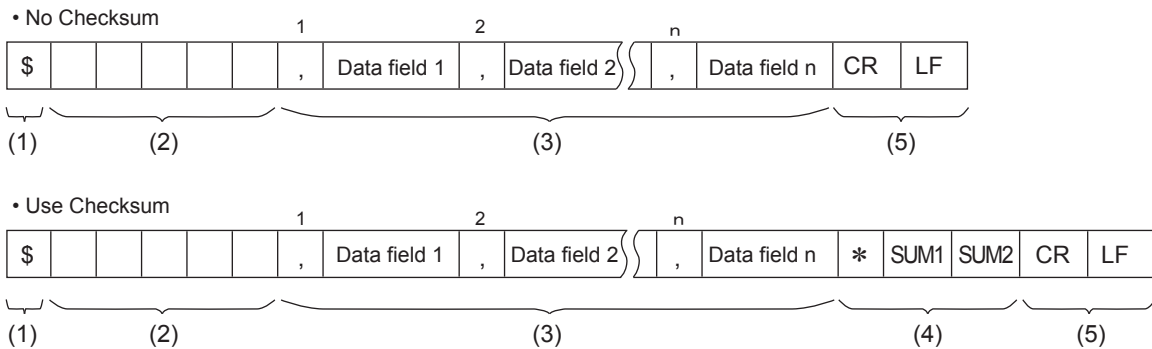 • No Checksum
1 2 n
$ , Data field 1 , Data field 2 , Data field n CR LF
(1) (2) (3) (5)
• Use Checksum
1 2 n
$ , Data field 1 , Data field 2 , Data field n * SUM1 SUM2 CR LF
(1) (2) (3) (4) (5)